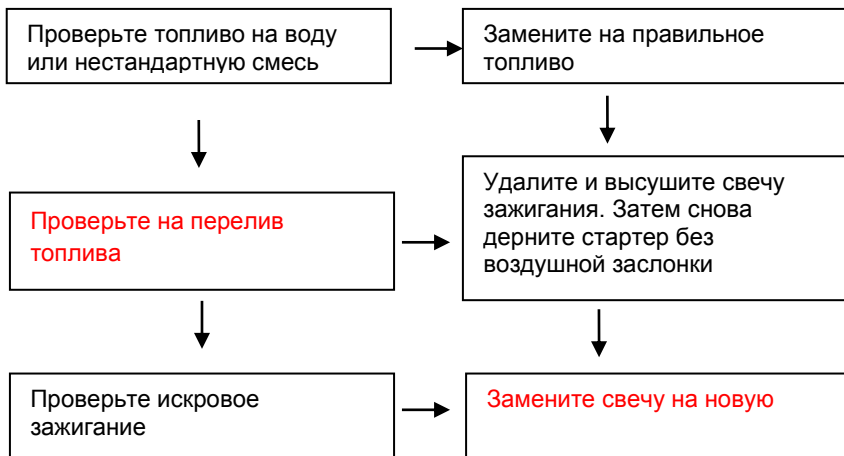 Проверьте топливо на воду
или нестандартную смесь
Замените на правильное
топливо
Проверьте на перелив
топлива
Удалите и высушите свечу
зажигания. Затем снова
дерните стартер без
воздушной заслонки
Проверьте искровое
зажигание
Замените свечу на новую